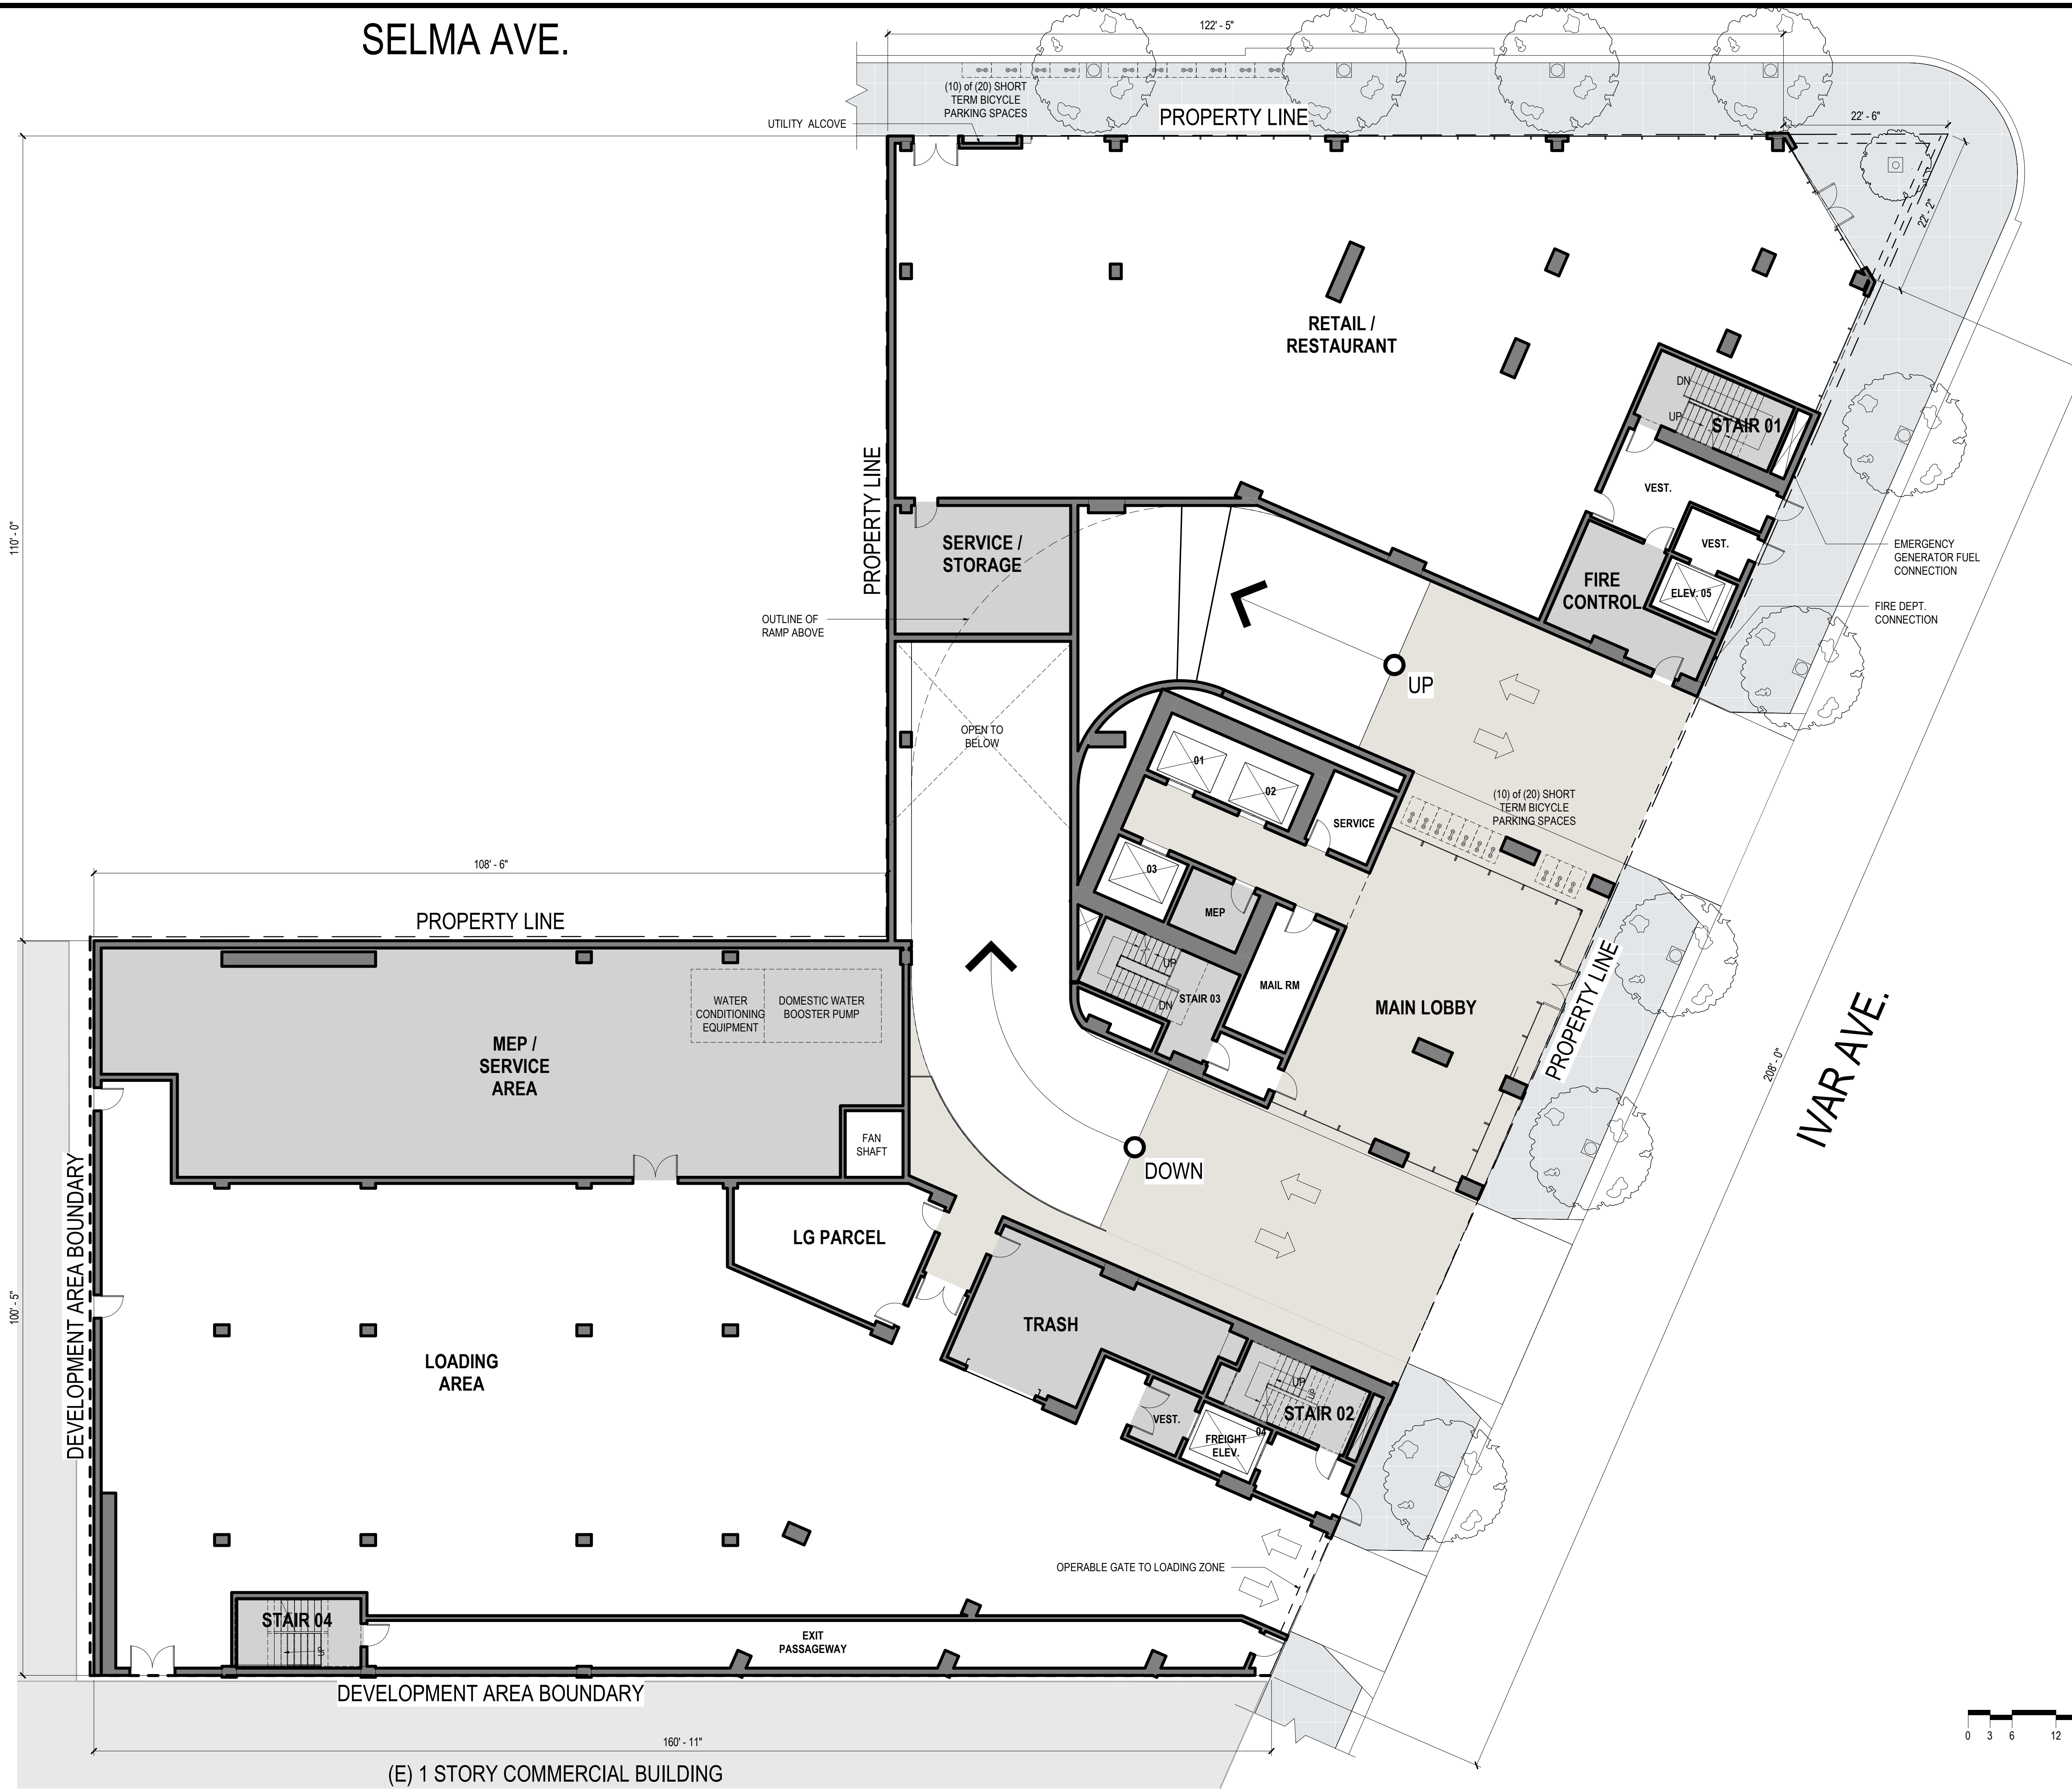 SELMA AVE.
122' - 5"
(10) of (20) SHORT
TERM BICYCLE
PARKING SPACES
PROPERTY LINE
UTILITY ALCOVE
22' - 6"
22' - 2"
RETAIL /
RESTAURANT
DN
UP
STAIR 01
PROPERTY LINE
VEST.
110' - 0"
SERVICE /
STORAGE
VEST.
EMERGENCY
GENERATOR FUEL
CONNECTION
FIRE
CONTROL
ELEV. 05
OUTLINE OF
RAMP ABOVE
FIRE DEPT.
CONNECTION
UP
OPEN TO
BELOW
01
02
(10) of (20) SHORT
TERM BICYCLE
PARKING SPACES
SERVICE
108' - 6"
03
PROPERTY LINE
MEP
UP
MAIL RM
STAIR 03
DN
MAIN LOBBY
PROPERTY LINE
WATER
CONDITIONING
EQUIPMENT
DOMESTIC WATER
BOOSTER PUMP
MEP /
SERVICE
AREA
208' - 0"
IVAR AVE.
FAN
SHAFT
DOWN
DEVELOPMENT AREA BOUNDARY
LG PARCEL
100' - 5"
TRASH
LOADING
AREA
UP
UP
STAIR 02
VEST.
04
FREIGHT
ELEV.
OPERABLE GATE TO LOADING ZONE
STAIR 04
UP
EXIT
PASSAGEWAY
DEVELOPMENT AREA BOUNDARY
0 3 6 12
160' - 11"
(E) 1 STORY COMMERCIAL BUILDING